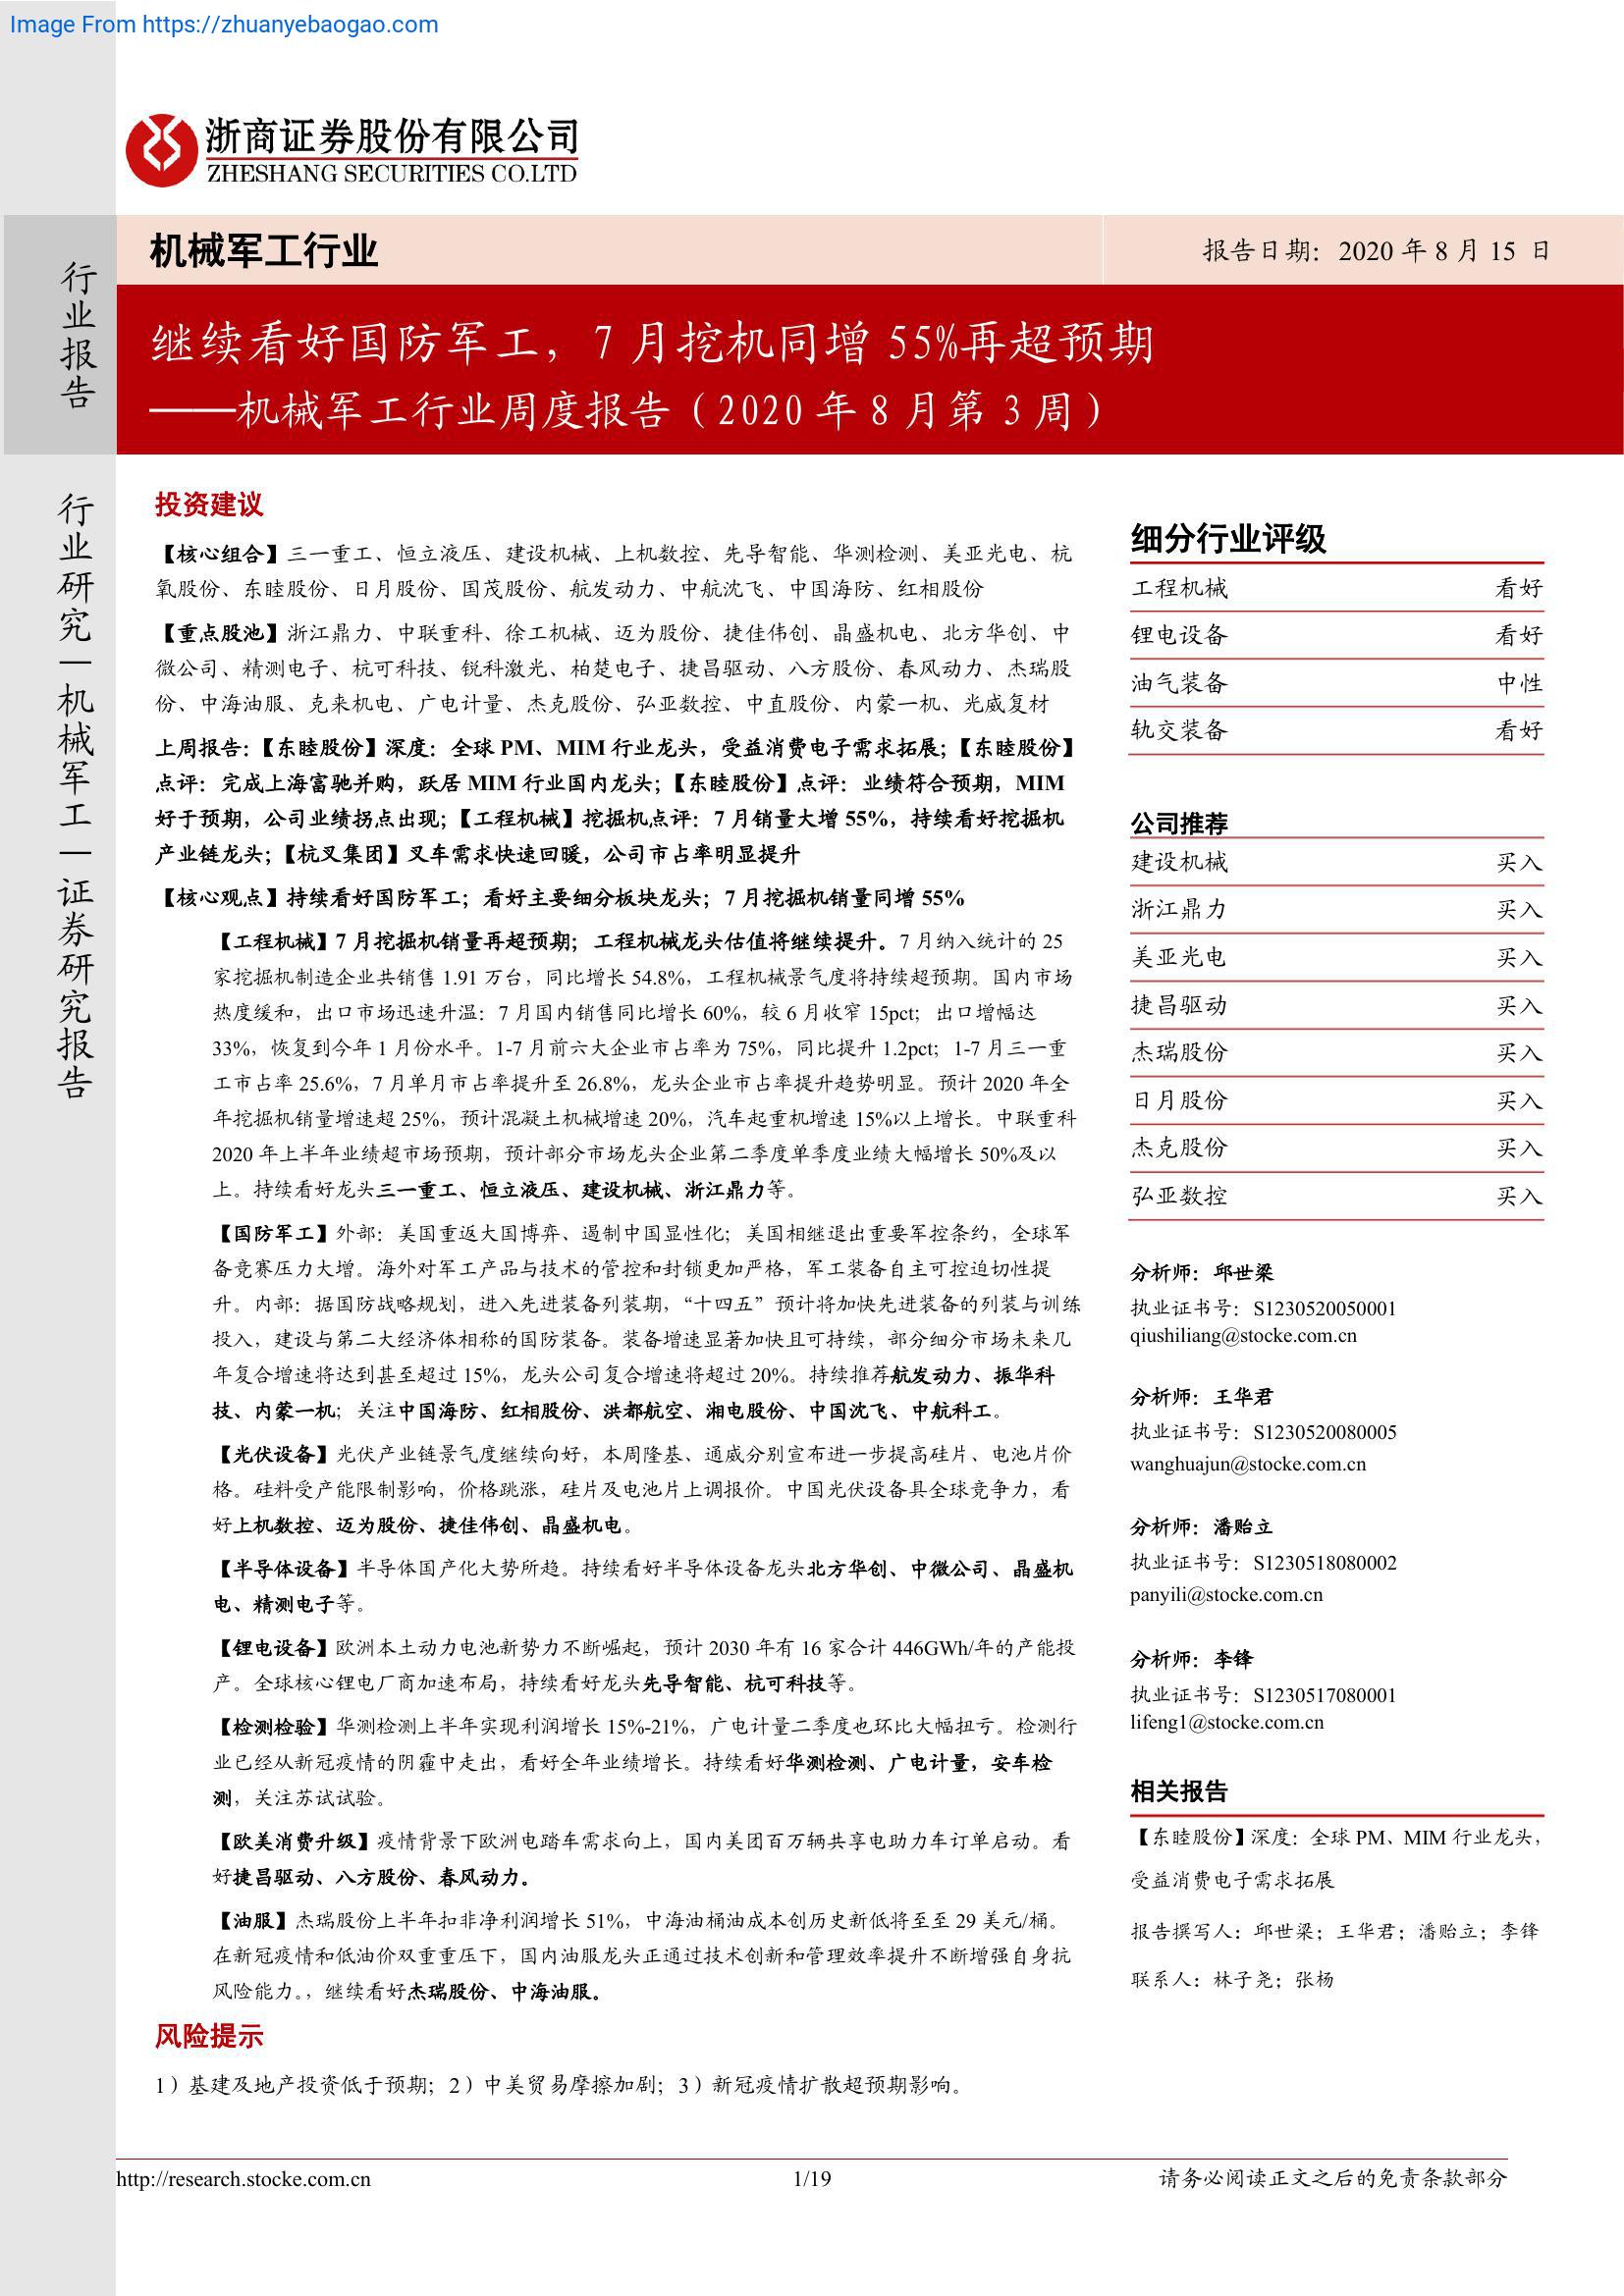 Image From https://zhuanyebaogao.com
浙商证券股份有限公司
ZHESHANG SECURITIES CO.LTD
机械军工行业
报告日期：2020 年 8 月 15 日
行业报告
继续看好国防军工，7 月挖机同增 55%再超预期
——机械军工行业周度报告（2020 年 8 月第 3 周）
行业研究—机械军工—证券研究报告
投资建议
【核心组合】三一重工、恒立液压、建设机械、上机数控、先导智能、华测检测、美亚光电、杭
氧股份、东睦股份、日月股份、国茂股份、航发动力、中航沈飞、中国海防、红相股份
【重点股池】浙江鼎力、中联重科、徐工机械、迈为股份、捷佳伟创、晶盛机电、北方华创、中
微公司、精测电子、杭可科技、锐科激光、柏楚电子、捷昌驱动、八方股份、春风动力、杰瑞股
份、中海油服、克来机电、广电计量、杰克股份、弘亚数控、中直股份、内蒙一机、光威复材
上周报告：【东睦股份】深度：全球 PM、MIM 行业龙头，受益消费电子需求拓展；【东睦股份】
点评：完成上海富驰并购，跃居 MIM 行业国内龙头；【东睦股份】点评：业绩符合预期，MIM
好于预期，公司业绩拐点出现；【工程机械】挖掘机点评：7 月销量大增 55%，持续看好挖掘机
产业链龙头；【杭叉集团】叉车需求快速回暖，公司市占率明显提升
【核心观点】持续看好国防军工；看好主要细分板块龙头；7 月挖掘机销量同增 55%
【工程机械】7 月挖掘机销量再超预期；工程机械龙头估值将继续提升。7 月纳入统计的 25
家挖掘机制造企业共销售 1.91 万台，同比增长 54.8%，工程机械景气度将持续超预期。国内市场
热度缓和，出口市场迅速升温：7 月国内销售同比增长 60%，较 6 月收窄 15pct；出口增幅达
33%，恢复到今年 1 月份水平。1-7 月前六大企业市占率为 75%，同比提升 1.2pct；1-7 月三一重
工市占率 25.6%，7 月单月市占率提升至 26.8%，龙头企业市占率提升趋势明显。预计 2020 年全
年挖掘机销量增速超 25%，预计混凝土机械增速 20%，汽车起重机增速 15%以上增长。中联重科
2020 年上半年业绩超市场预期，预计部分市场龙头企业第二季度单季度业绩大幅增长 50%及以
上。持续看好龙头三一重工、恒立液压、建设机械、浙江鼎力等。
【国防军工】外部：美国重返大国博弈、遏制中国显性化；美国相继退出重要军控条约，全球军
备竞赛压力大增。海外对军工产品与技术的管控和封锁更加严格，军工装备自主可控迫切性提
升。内部：据国防战略规划，进入先进装备列装期，“十四五”预计将加快先进装备的列装与训练
投入，建设与第二大经济体相称的国防装备。装备增速显著加快且可持续，部分细分市场未来几
年复合增速将达到甚至超过 15%，龙头公司复合增速将超过 20%。持续推荐航发动力、振华科
技、内蒙一机；关注中国海防、红相股份、洪都航空、湘电股份、中国沈飞、中航科工。
【光伏设备】光伏产业链景气度继续向好，本周隆基、通威分别宣布进一步提高硅片、电池片价
格。硅料受产能限制影响，价格跳涨，硅片及电池片上调报价。中国光伏设备具全球竞争力，看
好上机数控、迈为股份、捷佳伟创、晶盛机电。
【半导体设备】半导体国产化大势所趋。持续看好半导体设备龙头北方华创、中微公司、晶盛机
电、精测电子等。
【锂电设备】欧洲本土动力电池新势力不断崛起，预计 2030 年有 16 家合计 446GWh/年的产能投
产。全球核心锂电厂商加速布局，持续看好龙头先导智能、杭可科技等。
【检测检验】华测检测上半年实现利润增长 15%-21%，广电计量二季度也环比大幅扭亏。检测行
业已经从新冠疫情的阴霾中走出，看好全年业绩增长。持续看好华测检测、广电计量，安车检
测，关注苏试试验。
【欧美消费升级】疫情背景下欧洲电踏车需求向上，国内美团百万辆共享电助力车订单启动。看
好捷昌驱动、八方股份、春风动力。
【油服】杰瑞股份上半年扣非净利润增长 51%，中海油桶油成本创历史新低将至至 29 美元/桶。
在新冠疫情和低油价双重重压下，国内油服龙头正通过技术创新和管理效率提升不断增强自身抗
风险能力。，继续看好杰瑞股份、中海油服。
风险提示
1）基建及地产投资低于预期；2）中美贸易摩擦加剧；3）新冠疫情扩散超预期影响。
细分行业评级
工程机械 看好
锂电设备 看好
油气装备 中性
轨交装备 看好
公司推荐
建设机械 买入
浙江鼎力 买入
美亚光电 买入
捷昌驱动 买入
杰瑞股份 买入
日月股份 买入
杰克股份 买入
弘亚数控 买入
分析师：邱世梁
执业证书号：S1230520050001
qiushiliang@stocke.com.cn
分析师：王华君
执业证书号：S1230520080005
wanghuajun@stocke.com.cn
分析师：潘贻立
执业证书号：S1230518080002
panyili@stocke.com.cn
分析师：李锋
执业证书号：S1230517080001
lifeng1@stocke.com.cn
相关报告
【东睦股份】深度：全球 PM、MIM 行业龙头，
受益消费电子需求拓展
报告撰写人：邱世梁；王华君；潘贻立；李锋
联系人：林子尧；张杨
http://research.stocke.com.cn
1/19
请务必阅读正文之后的免责条款部分